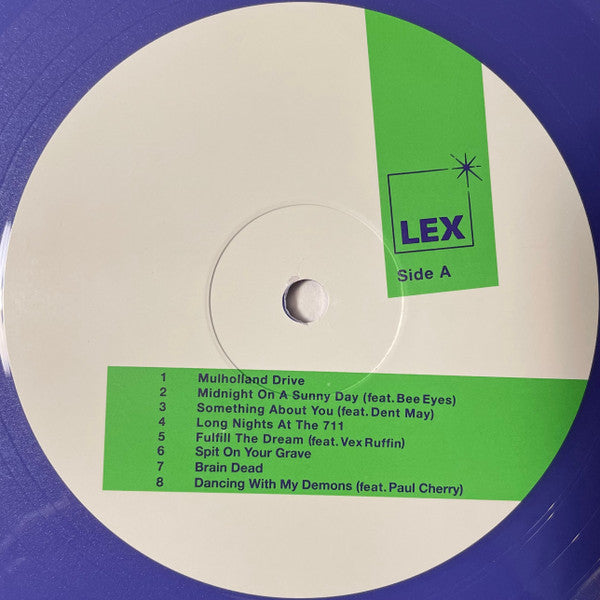 LEX
Side A
1 Mulholland Drive
2 Midnight On A Sunny Day (feat. Bee Eyes)
3 Something About You (feat. Dent May)
4 Long Nights At The 711
5 Fulfill The Dream (feat. Vex Ruffin)
6 Spit On Your Grave
7 Brain Dead
8 Dancing With My Demons (feat. Paul Cherry)